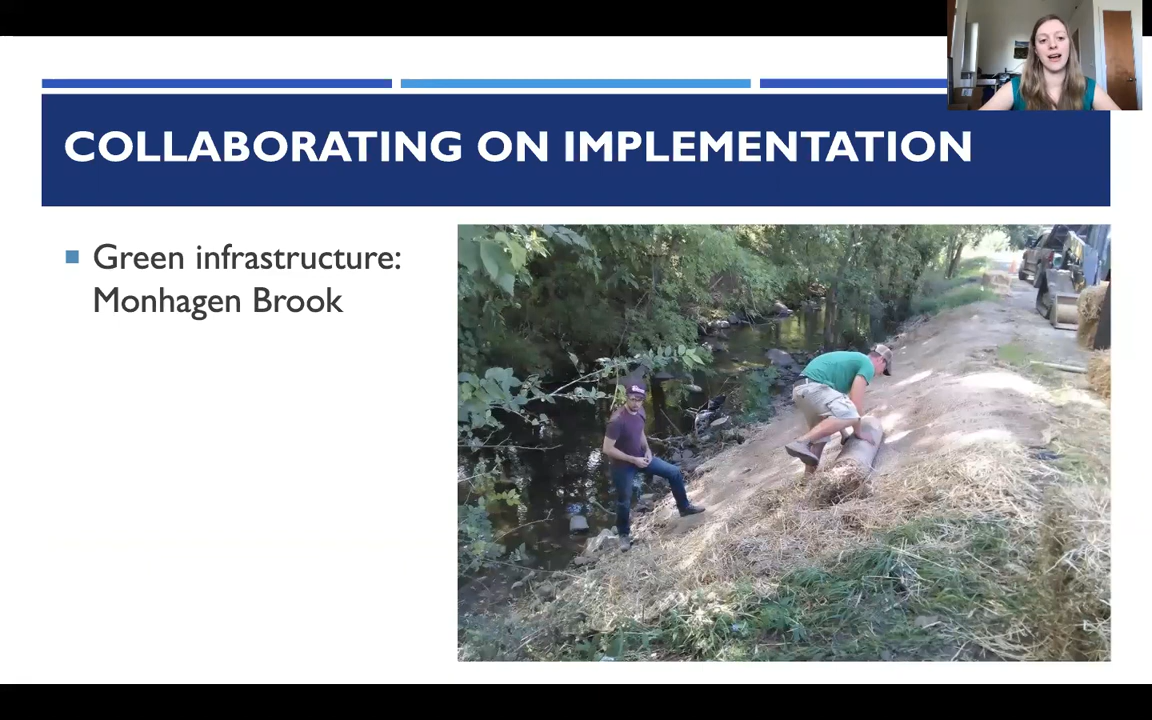 COLLABORATING ON IMPLEMENTATION
Green infrastructure:
Monhagen Brook